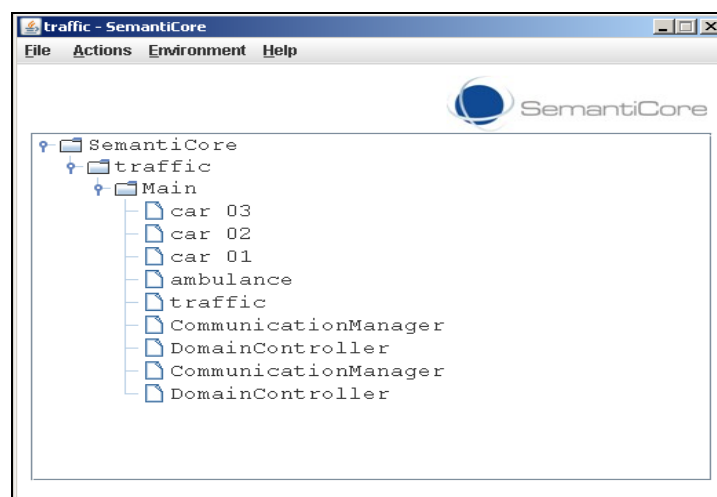 traffic - SemantiCore
File Actions Environment Help
SemantiCore
SemantiCore
traffic
Main
car 03
car 02
car 01
ambulance
traffic
CommunicationManager
DomainController
CommunicationManager
DomainController